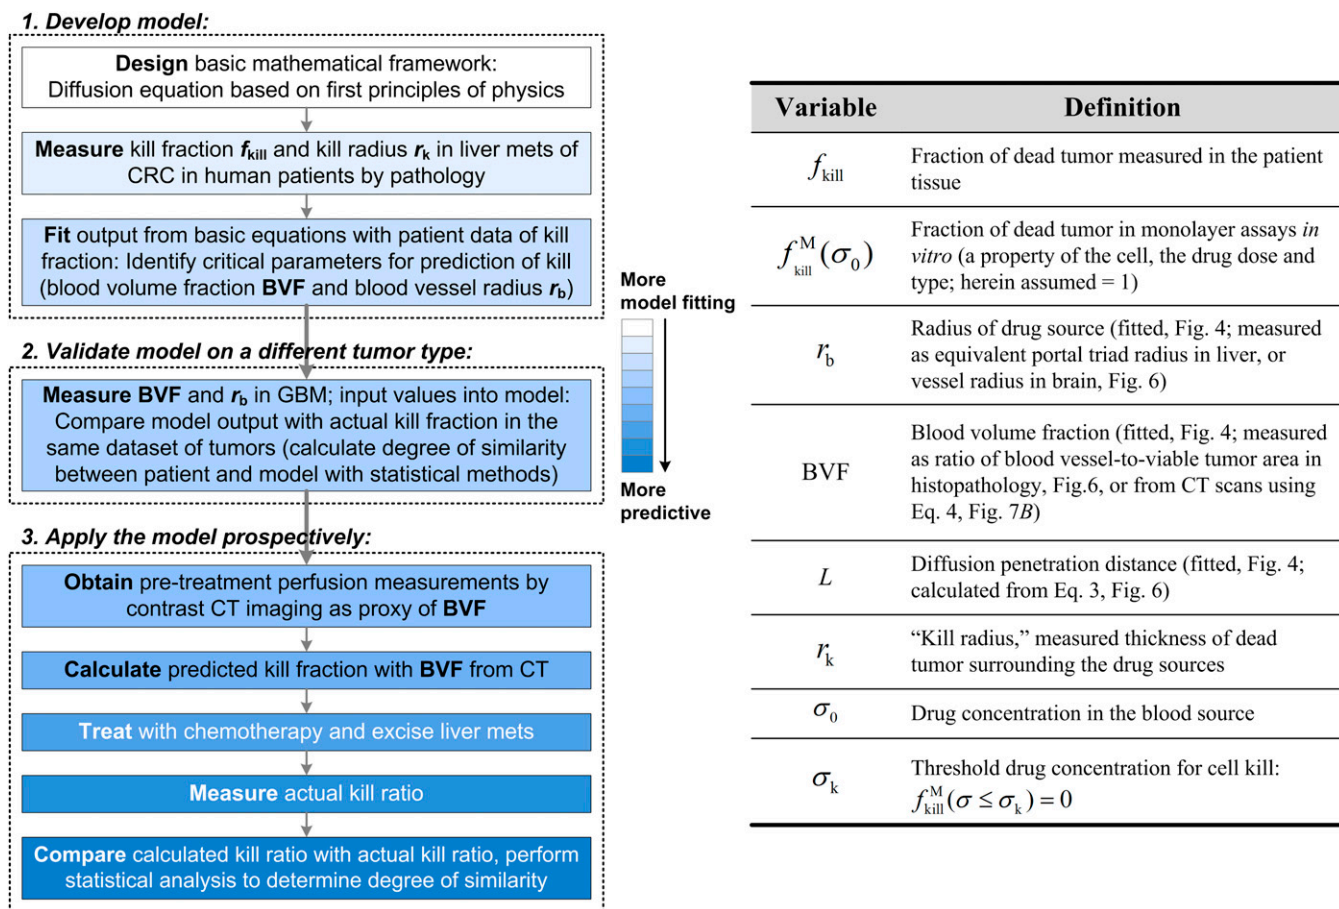 1. Develop model:
Design basic mathematical framework:
Diffusion equation based on first principles of physics
Measure kill fraction f_kill and kill radius r_k in liver mets of
CRC in human patients by pathology
Fit output from basic equations with patient data of kill
fraction: Identify critical parameters for prediction of kill
(blood volume fraction BVF and blood vessel radius r_b)
2. Validate model on a different tumor type:
Measure BVF and r_b in GBM; input values into model:
Compare model output with actual kill fraction in the
same dataset of tumors (calculate degree of similarity
between patient and model with statistical methods)
3. Apply the model prospectively:
Obtain pre-treatment perfusion measurements by
contrast CT imaging as proxy of BVF
Calculate predicted kill fraction with BVF from CT
Treat with chemotherapy and excise liver mets
Measure actual kill ratio
Compare calculated kill ratio with actual kill ratio, perform
statistical analysis to determine degree of similarity
More
model fitting
More
predictive
Variable Definition
f_kill
Fraction of dead tumor measured in the patient
tissue
f_kill^M(σ_0)
Fraction of dead tumor in monolayer assays in
vitro (a property of the cell, the drug dose and
type; herein assumed = 1)
r_b
Radius of drug source (fitted, Fig. 4; measured
as equivalent portal triad radius in liver, or
vessel radius in brain, Fig. 6)
BVF
Blood volume fraction (fitted, Fig. 4; measured
as ratio of blood vessel-to-viable tumor area in
histopathology, Fig.6, or from CT scans using
Eq. 4, Fig. 7B)
L
Diffusion penetration distance (fitted, Fig. 4;
calculated from Eq. 3, Fig. 6)
r_k
“Kill radius,” measured thickness of dead
tumor surrounding the drug sources
σ_0
Drug concentration in the blood source
σ_k
Threshold drug concentration for cell kill:
f_kill^M(σ ≤ σ_k) = 0